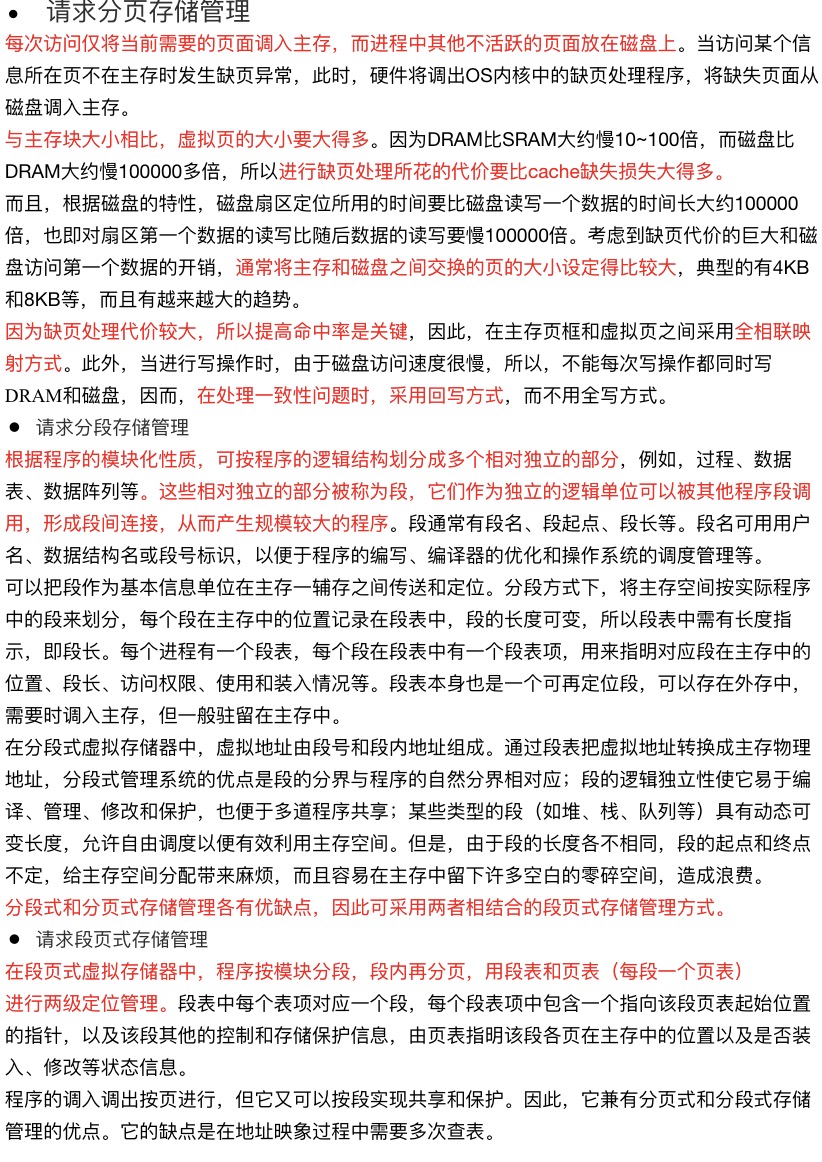 ● 请求分页存储管理
每次访问仅将当前需要的页面调入主存，而进程中其他不活跃的页面放在磁盘上。当访问某个信
息所在页不在主存时发生缺页异常，此时，硬件将调出OS内核中的缺页处理程序，将缺失页面从
磁盘调入主存。
与主存块大小相比，虚拟页的大小要大得多。因为DRAM比SRAM大约慢10~100倍，而磁盘比
DRAM大约慢100000多倍，所以进行缺页处理所花的代价要比cache缺失损失大得多。
而且，根据磁盘的特性，磁盘扇区定位所用的时间要比磁盘读写一个数据的时间长大约100000
倍，也即对扇区第一个数据的读写比随后数据的读写要慢100000倍。考虑到缺页代价的巨大和磁
盘访问第一个数据的开销，通常将主存和磁盘之间交换的页的大小设定得比较大，典型的有4KB
和8KB等，而且有越来越大的趋势。
因为缺页处理代价较大，所以提高命中率是关键，因此，在主存页框和虚拟页之间采用全相联映
射方式。此外，当进行写操作时，由于磁盘访问速度很慢，所以，不能每次写操作都同时写
DRAM和磁盘，因而，在处理一致性问题时，采用回写方式，而不用全写方式。
● 请求分段存储管理
根据程序的模块化性质，可按程序的逻辑结构划分成多个相对独立的部分，例如，过程、数据
表、数据阵列等。这些相对独立的部分被称为段，它们作为独立的逻辑单位可以被其他程序段调
用，形成段间连接，从而产生规模较大的程序。段通常有段名、段起点、段长等。段名可用用户
名、数据结构名或段号标识，以便于程序的编写、编译器的优化和操作系统的调度管理等。
可以把段作为基本信息单位在主存一辅存之间传送和定位。分段方式下，将主存空间按实际程序
中的段来划分，每个段在主存中的位置记录在段表中，段的长度可变，所以段表中需有长度指
示，即段长。每个进程有一个段表，每个段在段表中有一个段表项，用来指明对应段在主存中的
位置、段长、访问权限、使用和装入情况等。段表本身也是一个可再定位段，可以存在外存中，
需要时调入主存，但一般驻留在主存中。
在分段式虚拟存储器中，虚拟地址由段号和段内地址组成。通过段表把虚拟地址转换成主存物理
地址，分段式管理系统的优点是段的分界与程序的自然分界相对应；段的逻辑独立性使它易于编
译、管理、修改和保护，也便于多道程序共享；某些类型的段（如堆、栈、队列等）具有动态可
变长度，允许自由调度以便有效利用主存空间。但是，由于段的长度各不相同，段的起点和终点
不定，给主存空间分配带来麻烦，而且容易在主存中留下许多空白的零碎空间，造成浪费。
分段式和分页式存储管理各有优缺点，因此可采用两者相结合的段页式存储管理方式。
● 请求段页式存储管理
在段页式虚拟存储器中，程序按模块分段，段内再分页，用段表和页表（每段一个页表）
进行两级定位管理。段表中每个表项对应一个段，每个段表项中包含一个指向该段页表起始位置
的指针，以及该段其他的控制和存储保护信息，由页表指明该段各页在主存中的位置以及是否装
入、修改等状态信息。
程序的调入调出按页进行，但它又可以按段实现共享和保护。因此，它兼有分页式和分段式存储
管理的优点。它的缺点是在地址映象过程中需要多次查表。